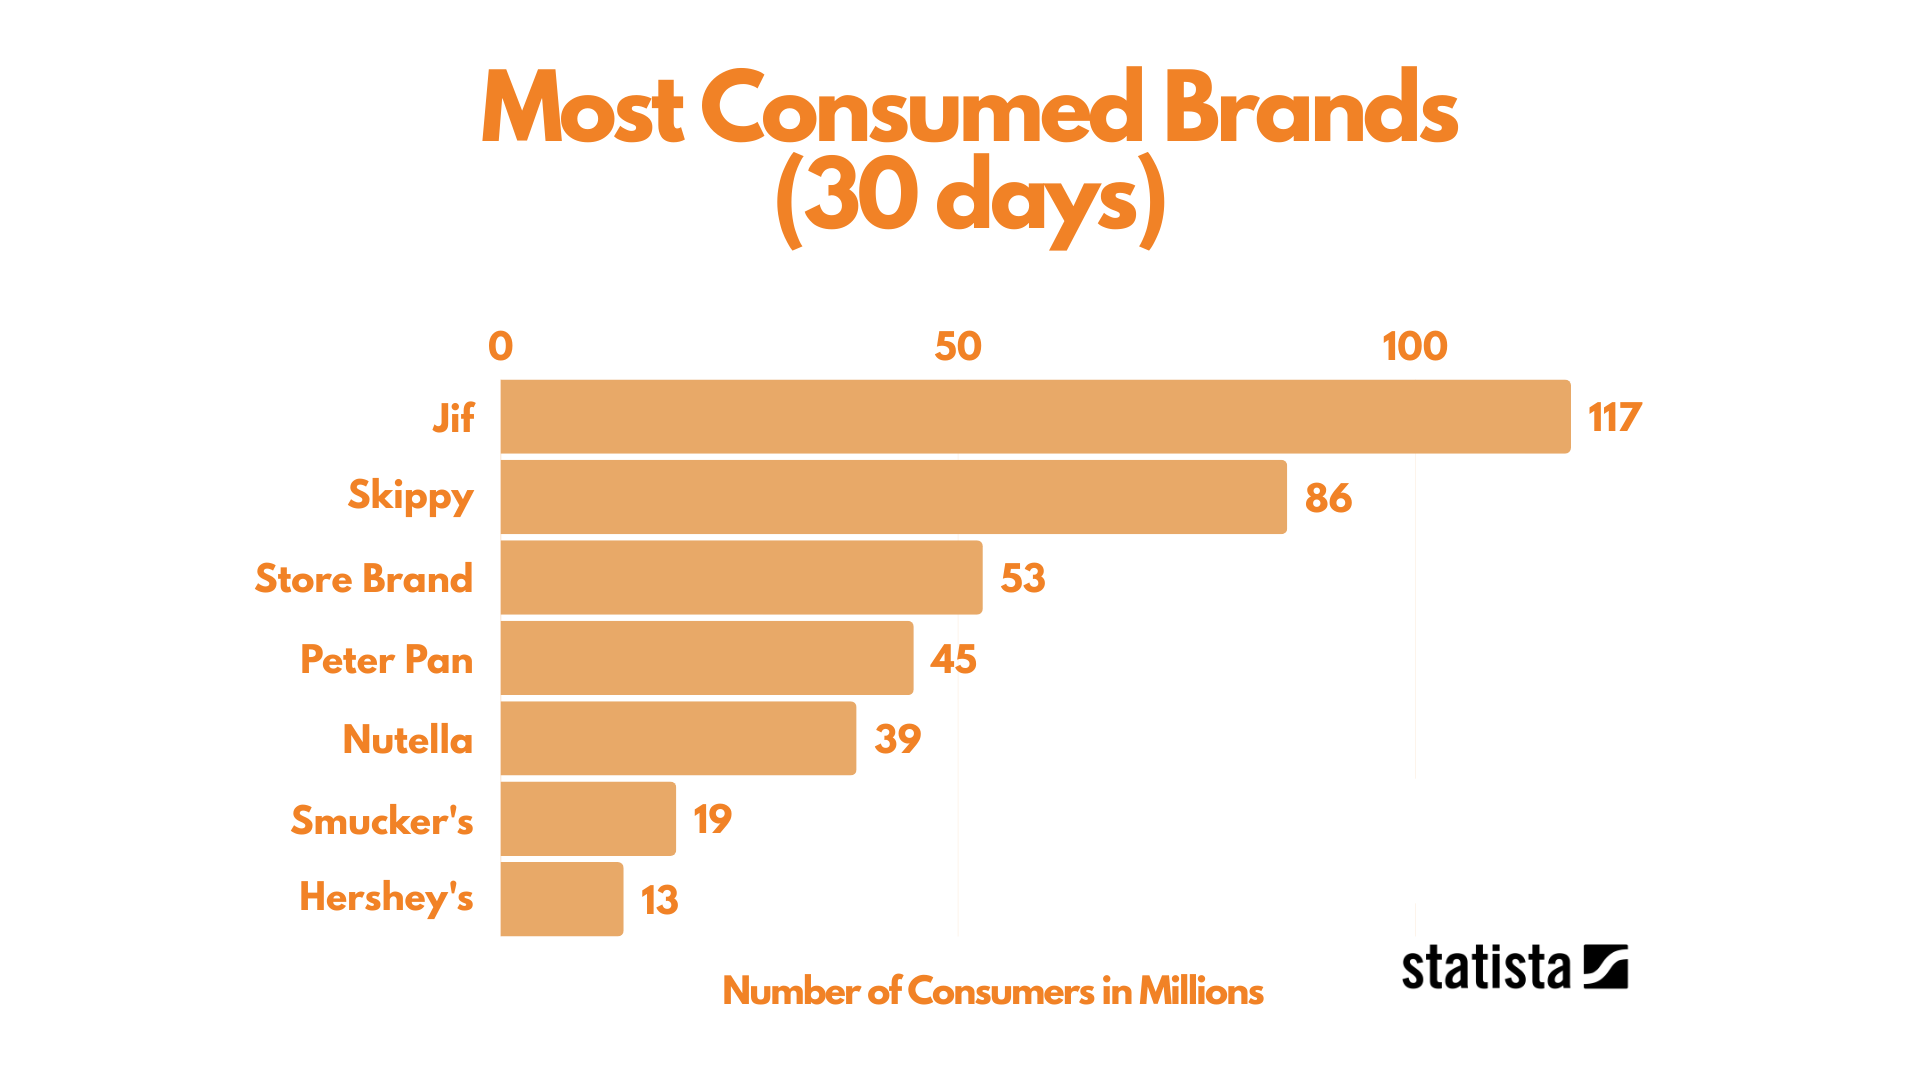 Most Consumed Brands
(30 days)
0 50 100
Jif 117
Skippy 86
Store Brand 53
Peter Pan 45
Nutella 39
Smucker's 19
Hershey's 13
statista
Number of Consumers in Millions